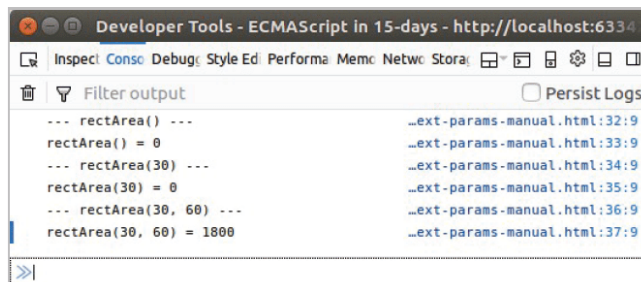 Developer Tools - ECMAScript in 15-days - http://localhost:6334
Inspect Conso Debugg Style Edi Performa Memo Netwo Storag
Filter output Persist Logs
--- rectArea() --- …ext-params-manual.html:32:9
rectArea() = 0 …ext-params-manual.html:33:9
--- rectArea(30) --- …ext-params-manual.html:34:9
rectArea(30) = 0 …ext-params-manual.html:35:9
--- rectArea(30, 60) --- …ext-params-manual.html:36:9
rectArea(30, 60) = 1800 …ext-params-manual.html:37:9
≫